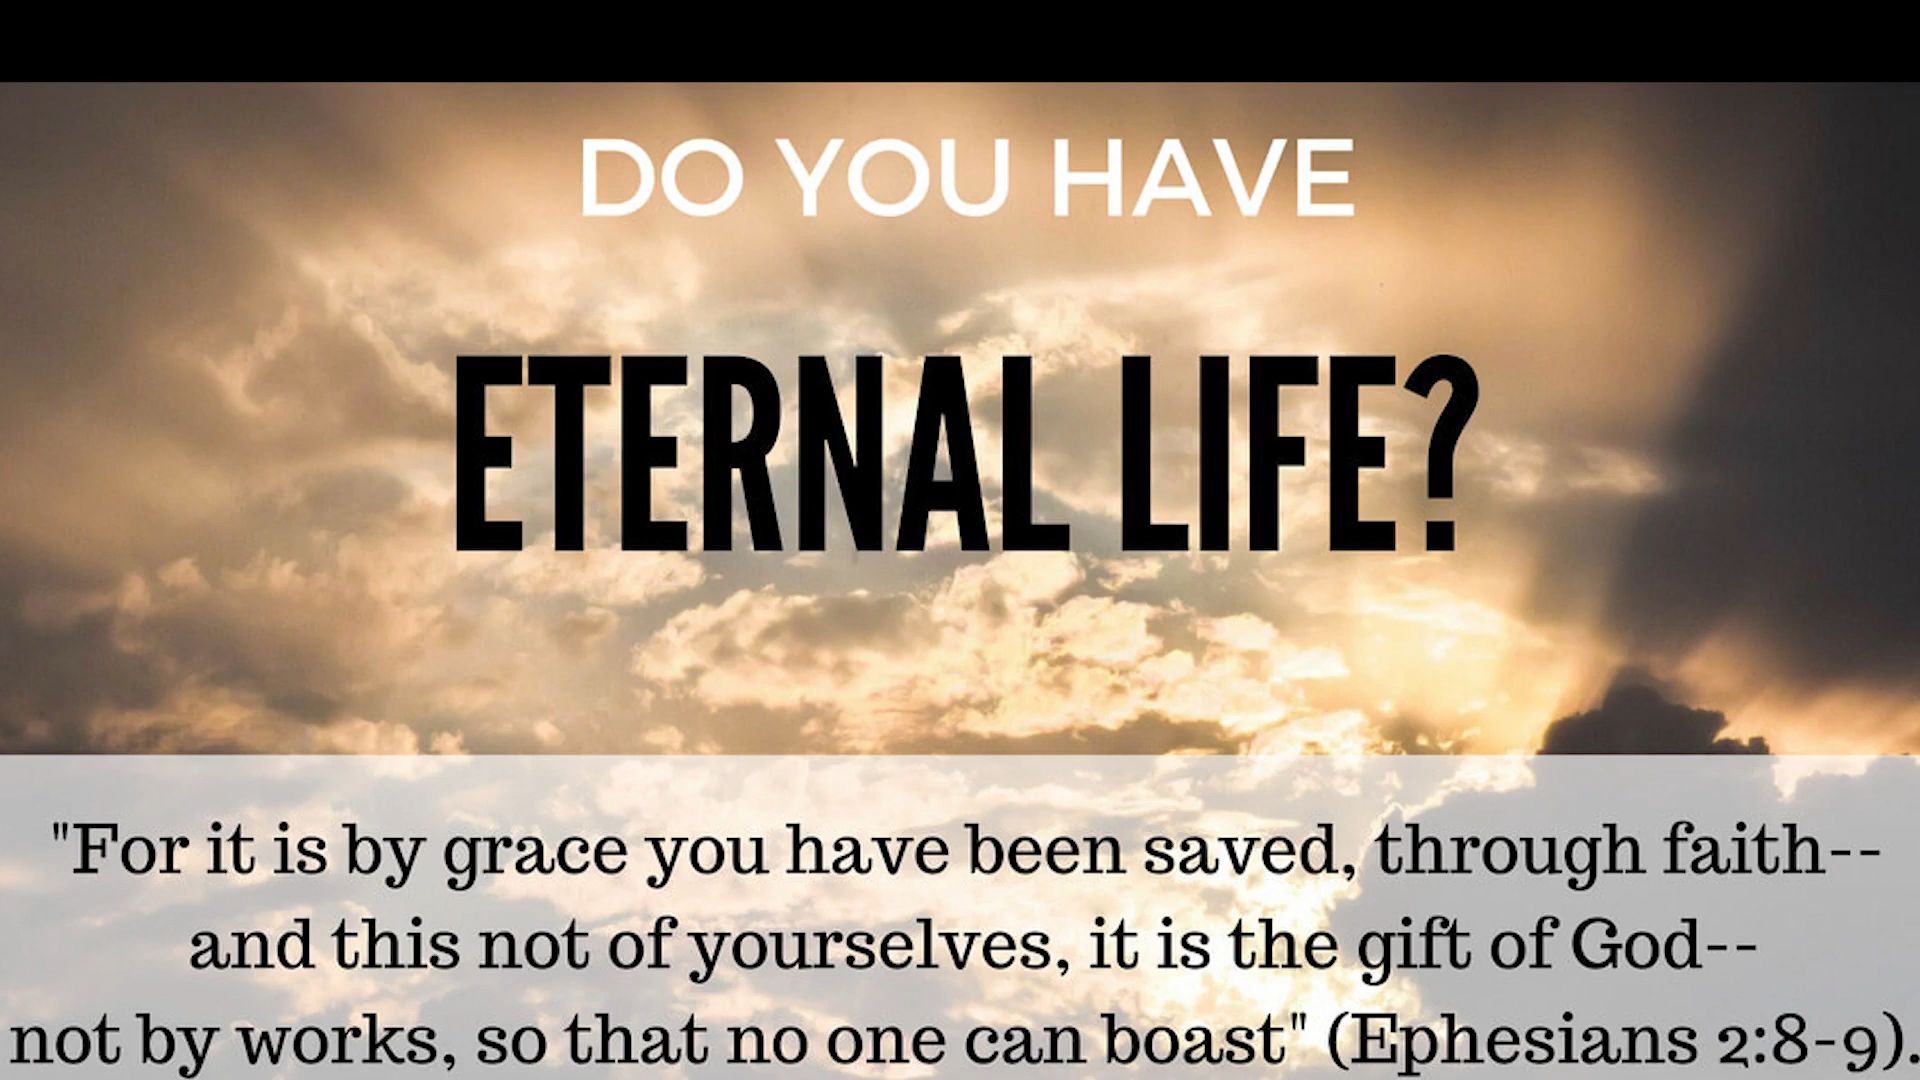 DO YOU HAVE
ETERNAL LIFE?
"For it is by grace you have been saved, through faith--
and this not of yourselves, it is the gift of God--
not by works, so that no one can boast" (Ephesians 2:8-9).